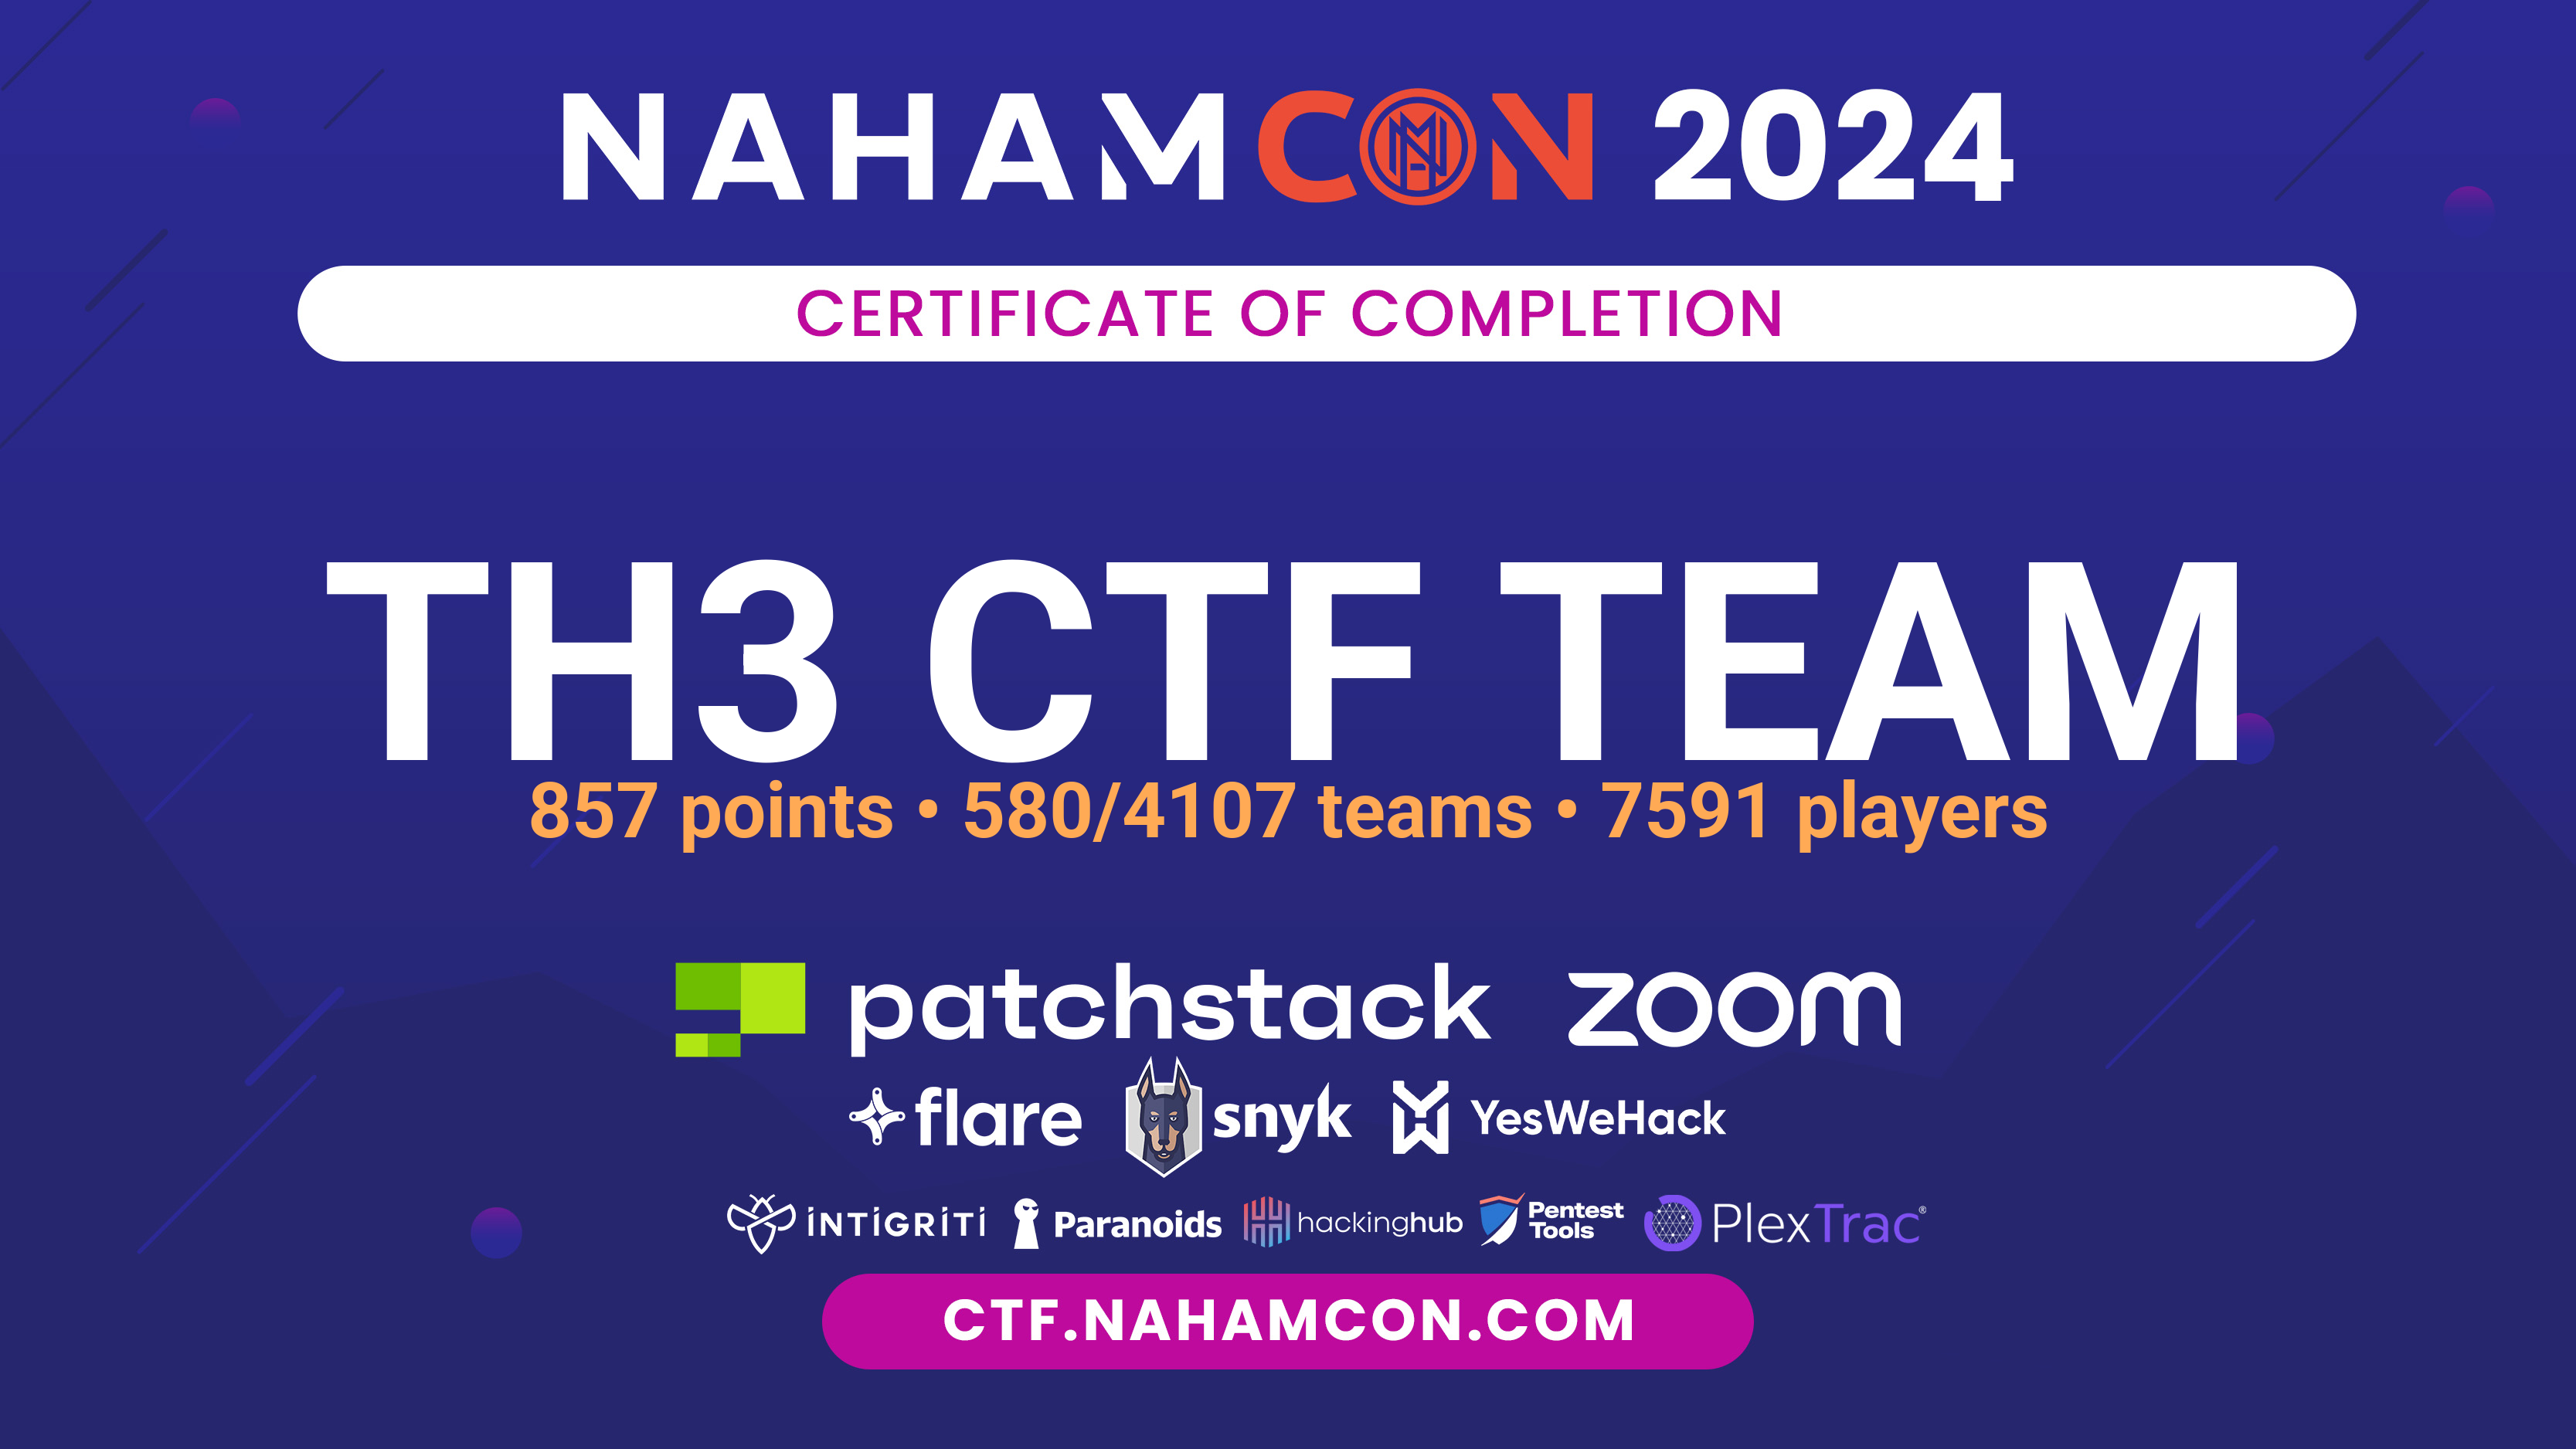 NAHAMCON 2024
CERTIFICATE OF COMPLETION
TH3 CTF TEAM
857 points • 580/4107 teams • 7591 players
patchstack zoom
flare snyk YesWeHack
INTIGRITI Paranoids hackinghub Pentest Tools PlexTrac®
CTF.NAHAMCON.COM